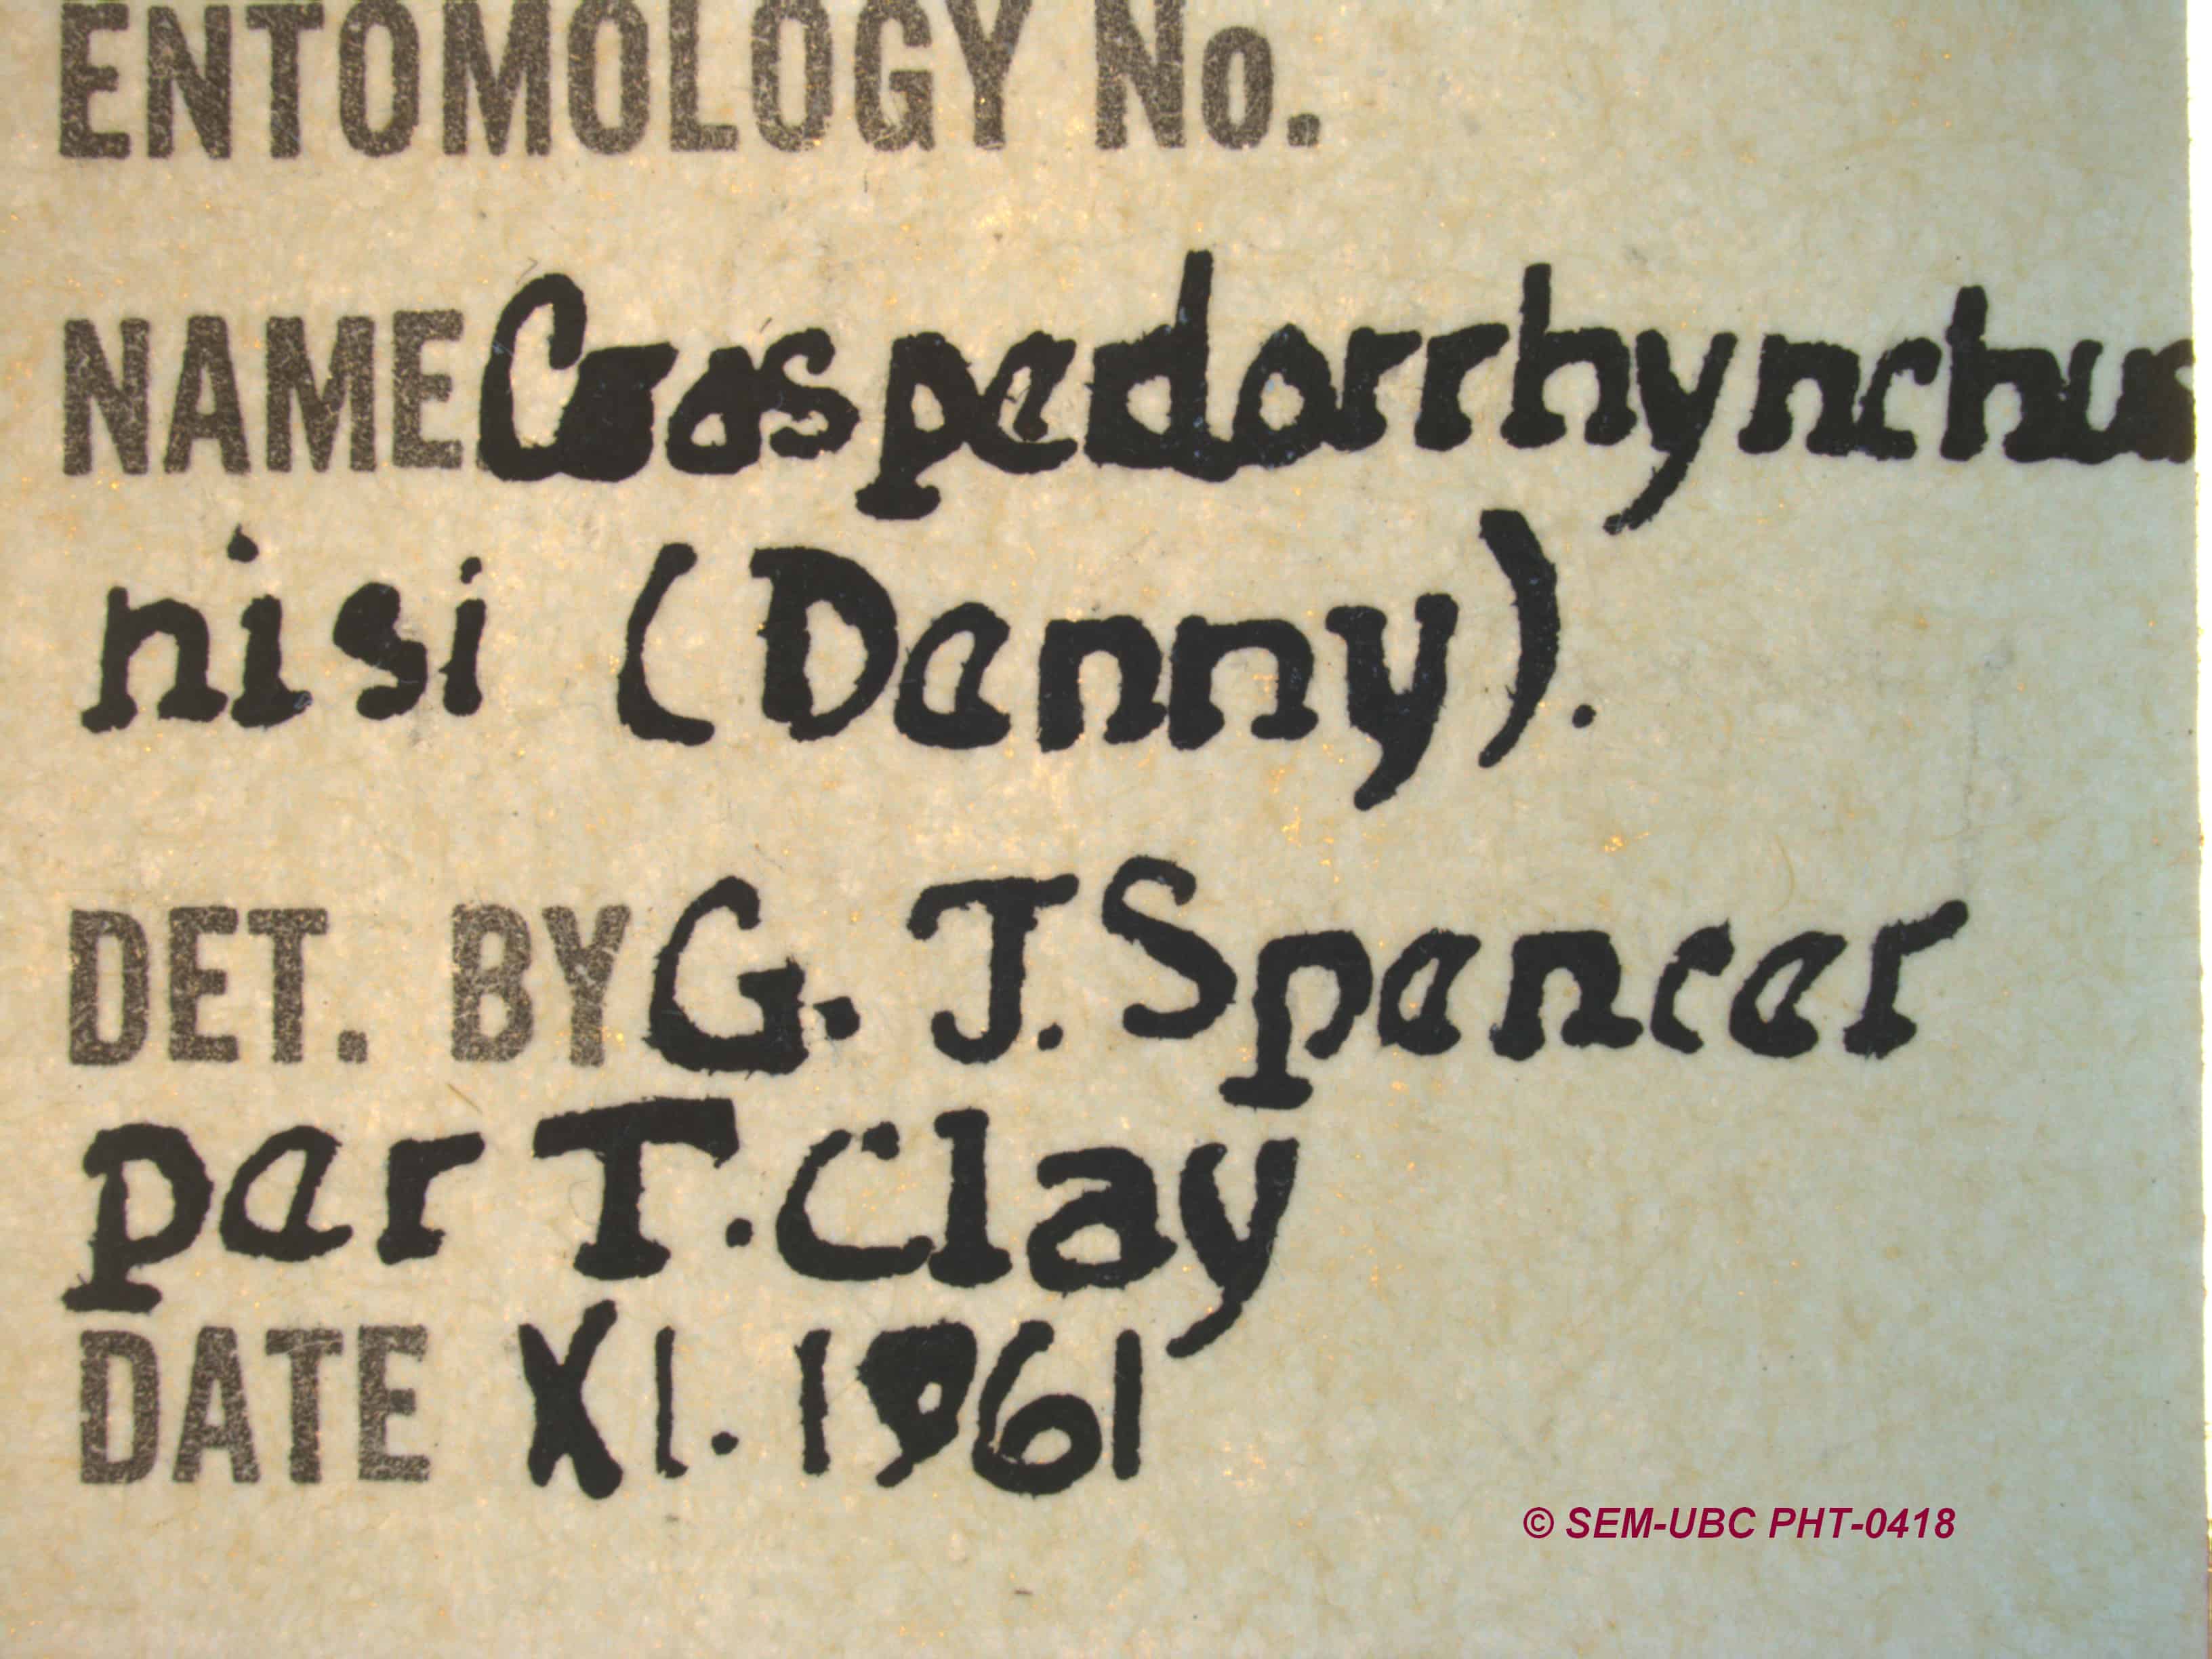 ENTOMOLOGY No.
NAME Craspedorrhynchus
nisi (Denny).
DET. BY G. J. Spencer
per T. Clay
DATE XI. 1961
© SEM-UBC PHT-0418